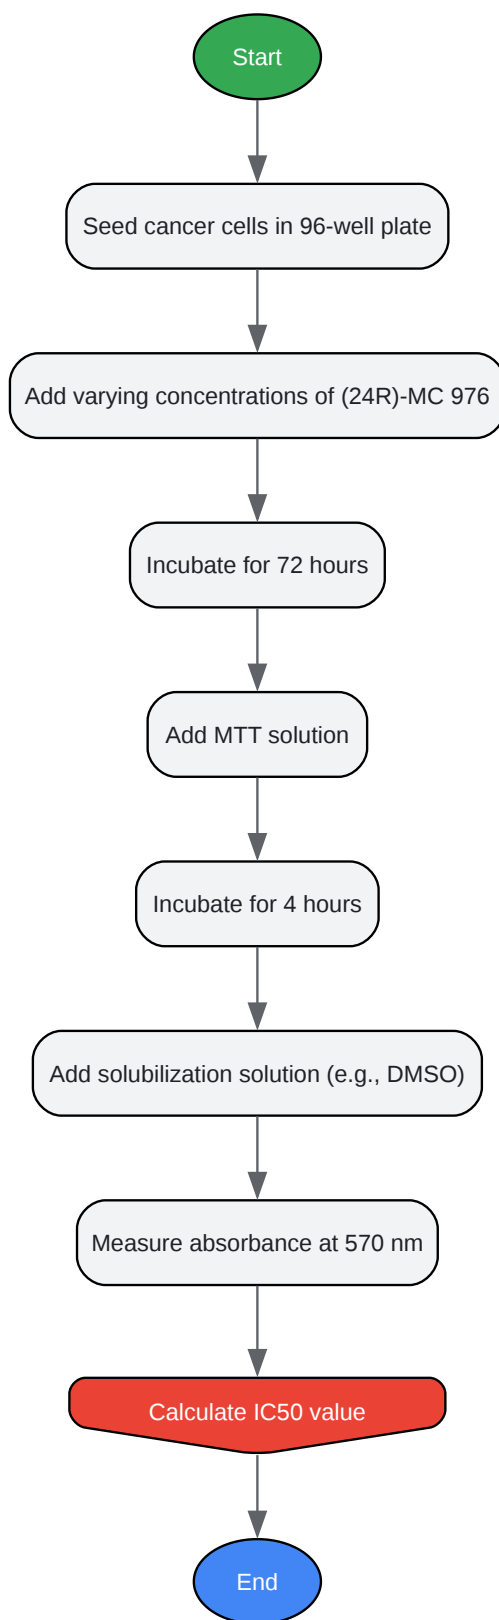 Start
Seed cancer cells in 96-well plate
Add varying concentrations of (24R)-MC 976
Incubate for 72 hours
Add MTT solution
Incubate for 4 hours
Add solubilization solution (e.g., DMSO)
Measure absorbance at 570 nm
Calculate IC50 value
End